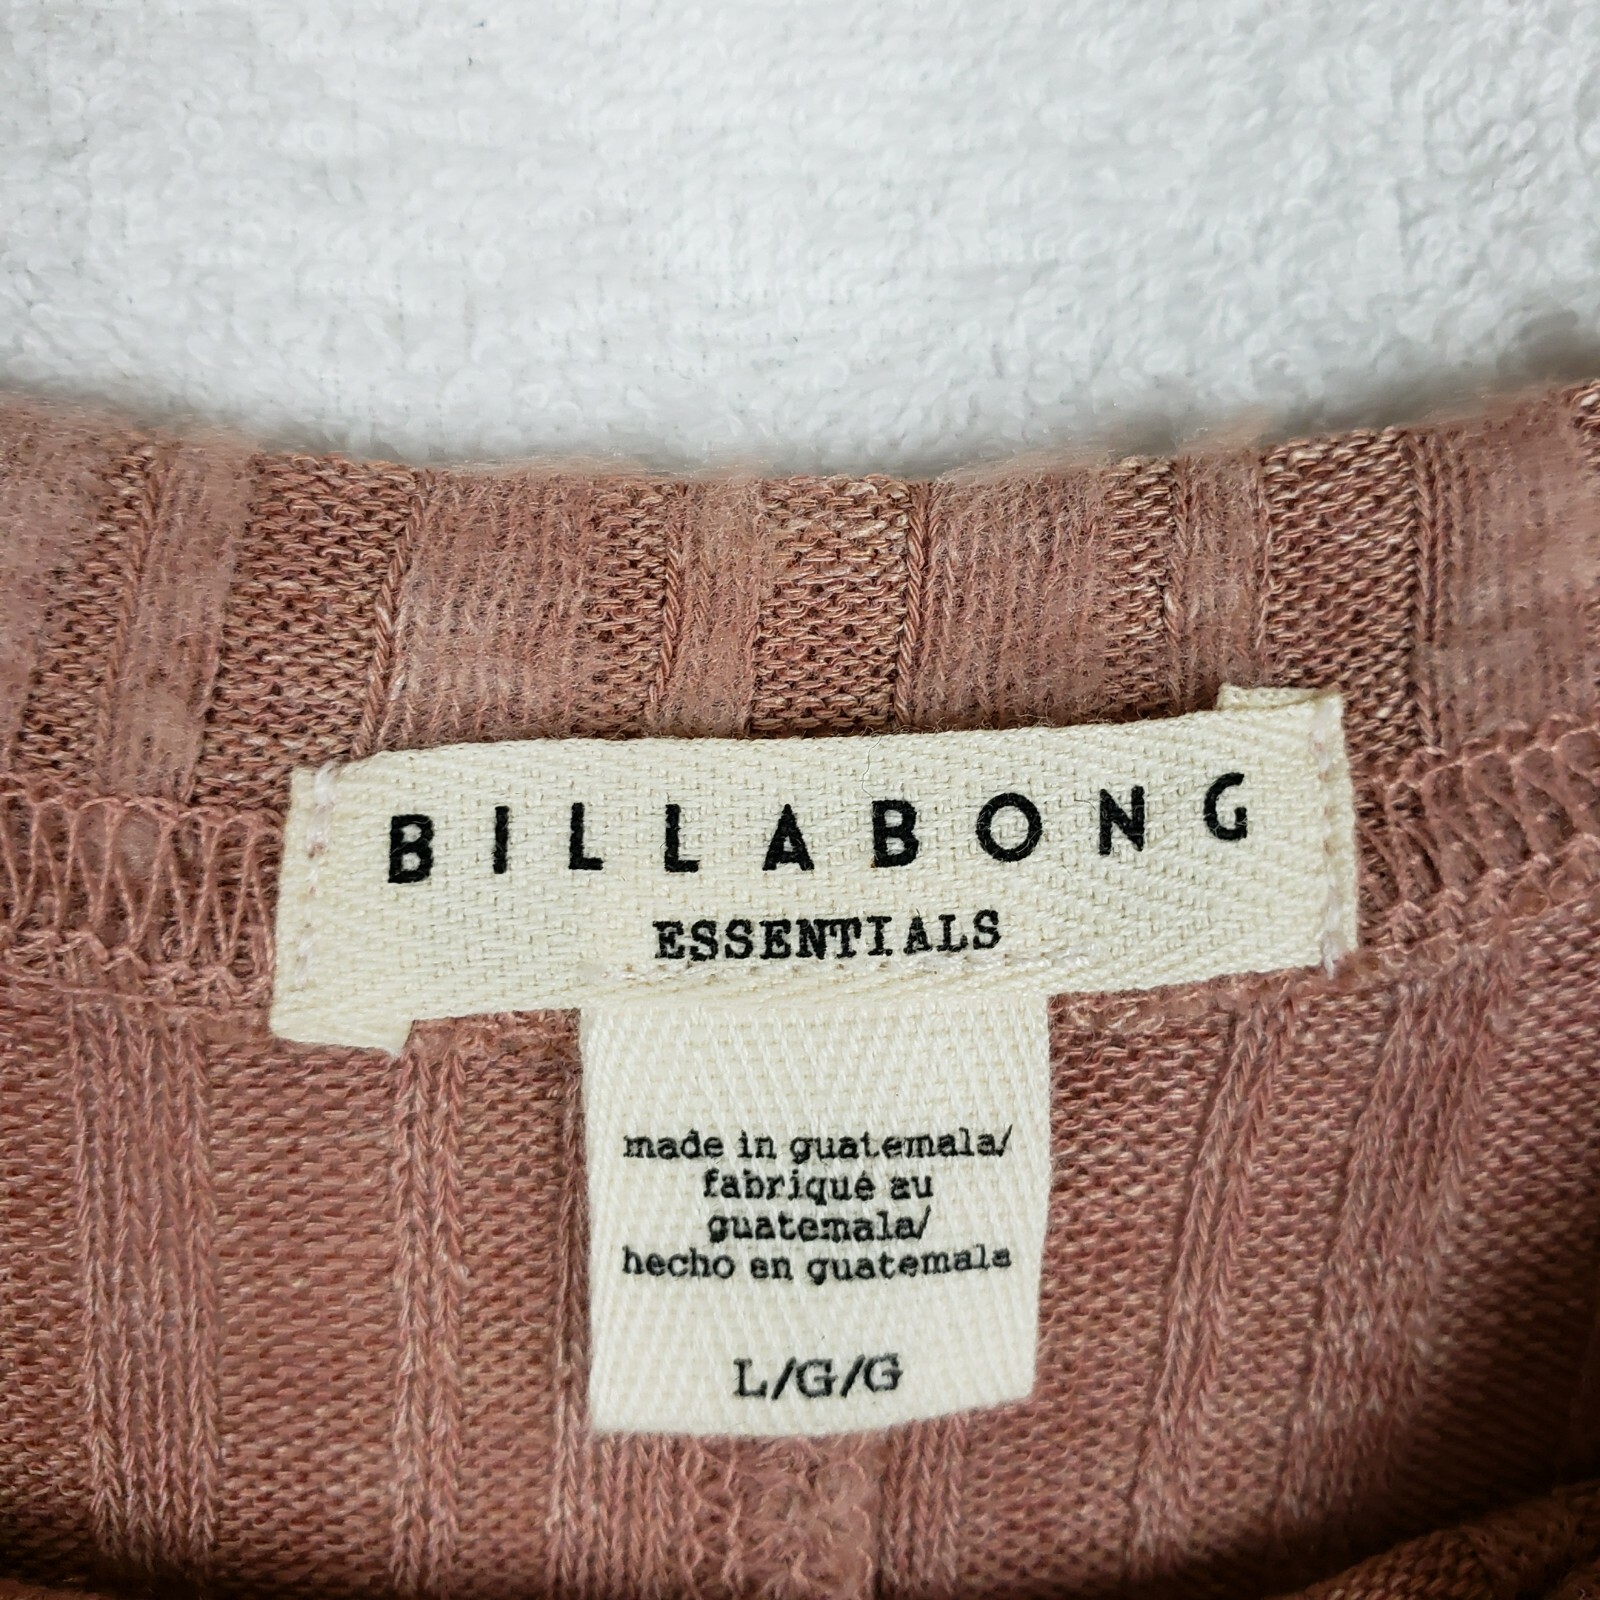 BILLABONG
ESSENTIALS
made in guatemala/
fabriqué au
guatemala/
hecho en guatemala
L/G/G